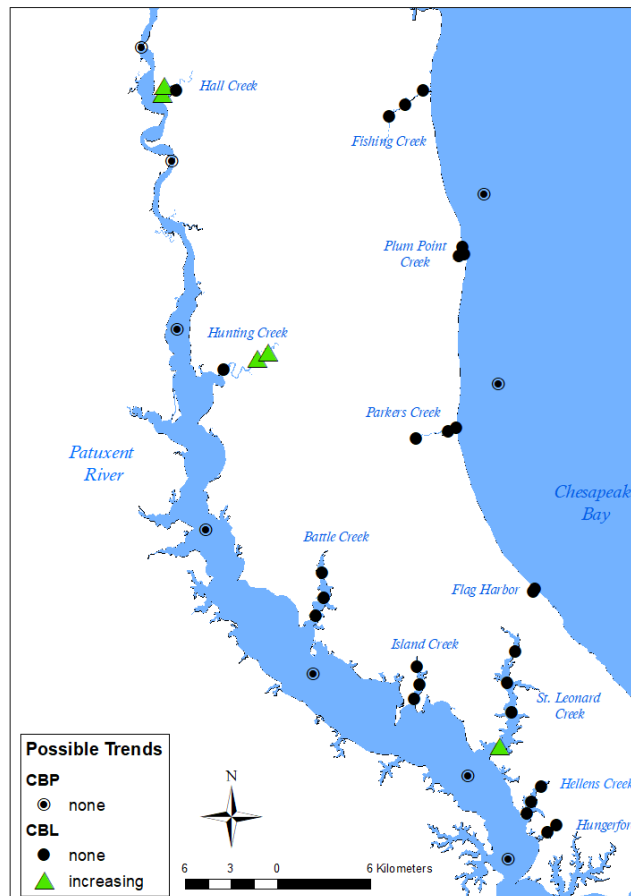 Hall Creek
Fishing Creek
Plum Point
Creek
Hunting Creek
Parkers Creek
Patuxent
River
Chesapeak
Bay
Battle Creek
Flag Harbor
Island Creek
St. Leonard
Creek
Hellens Creek
Hungerfor
Possible Trends
CBP
none
CBL
none
increasing
N
6 3 0 6 Kilometers